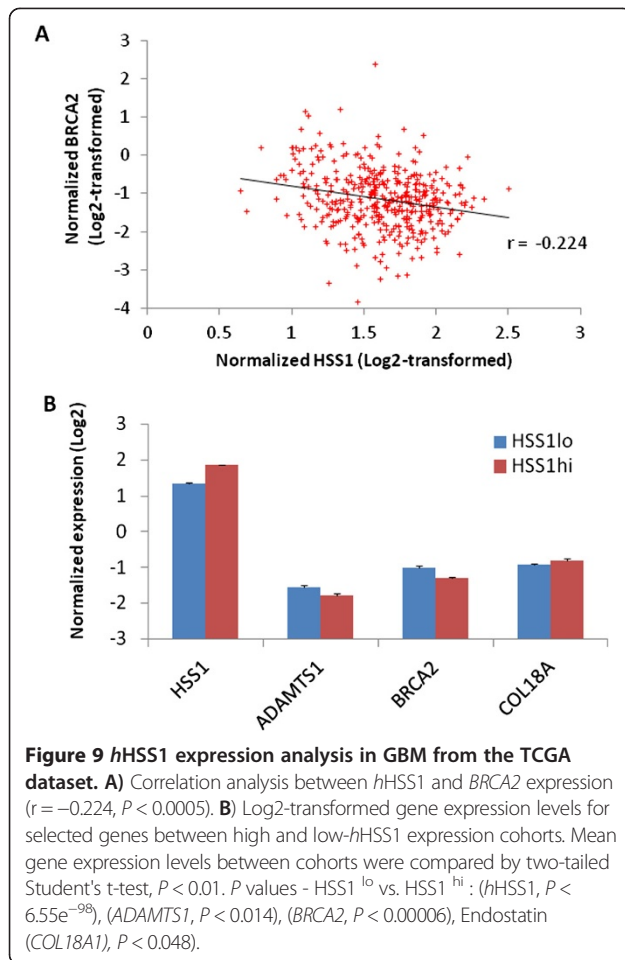 A
3
2
1
0
-1
-2
-3
-4
Normalized BRCA2
(Log2-transformed)
r = -0.224
0
0.5
1
1.5
2
2.5
3
Normalized HSS1 (Log2-transformed)
B
3
2
1
0
-1
-2
-3
Normalized expression (Log2)
HSS1lo
HSS1hi
HSS1
ADAMTS1
BRCA2
COL18A
Figure 9 hHSS1 expression analysis in GBM from the TCGA
dataset. A) Correlation analysis between hHSS1 and BRCA2 expression
(r = −0.224, P < 0.0005). B) Log2-transformed gene expression levels for
selected genes between high and low-hHSS1 expression cohorts. Mean
gene expression levels between cohorts were compared by two-tailed
Student's t-test, P < 0.01. P values - HSS1 lo vs. HSS1 hi : (hHSS1, P <
6.55e−98), (ADAMTS1, P < 0.014), (BRCA2, P < 0.00006), Endostatin
(COL18A1), P < 0.048).